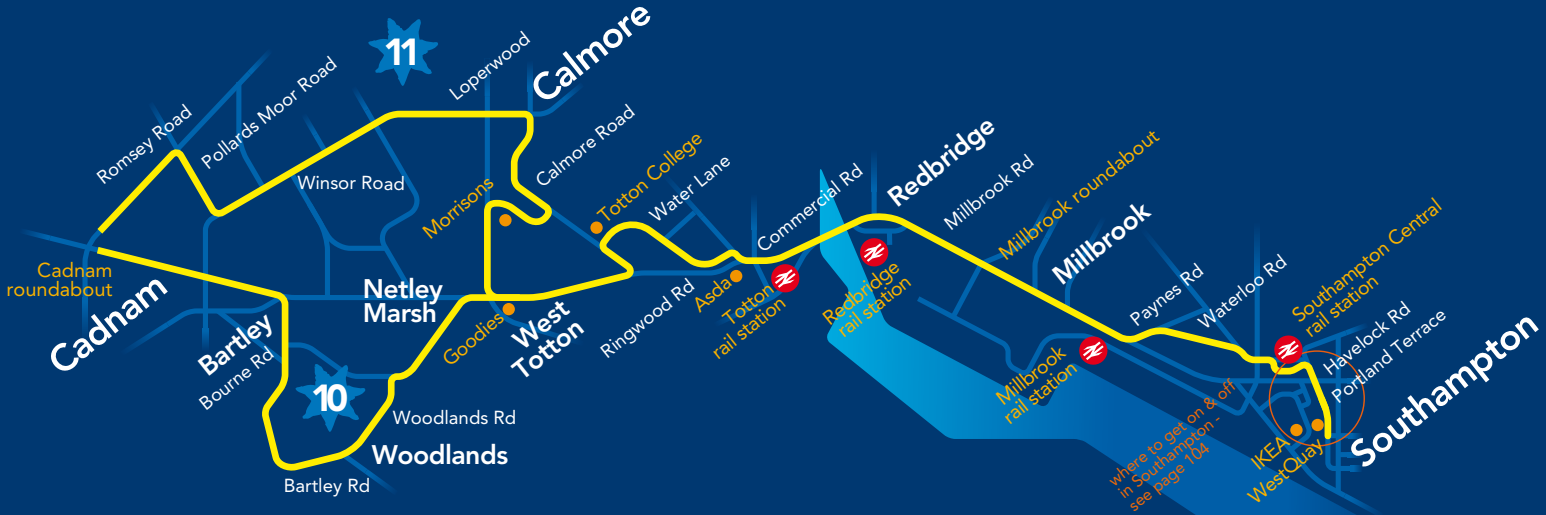 11
Calmore
Loperwood
Romsey Road
Pollards Moor Road
Winsor Road
Calmore Road
Morrisons
Totton College
Water Lane
Commercial Rd
Redbridge
Millbrook Rd
Millbrook roundabout
Millbrook
Cadnam
roundabout
Cadnam
Bartley
Bourne Rd
Netley
Marsh
Goodies
West
Totton
Ringwood Rd
Asda
Totton
rail station
Redbridge
rail station
Millbrook
rail station
Paynes Rd
Waterloo Rd
Southampton Central
rail station
Havelock Rd
Portland Terrace
Southampton
10
Woodlands Rd
Woodlands
Bartley Rd
where to get on & off
in Southampton -
see page 104
IKEA
WestQuay